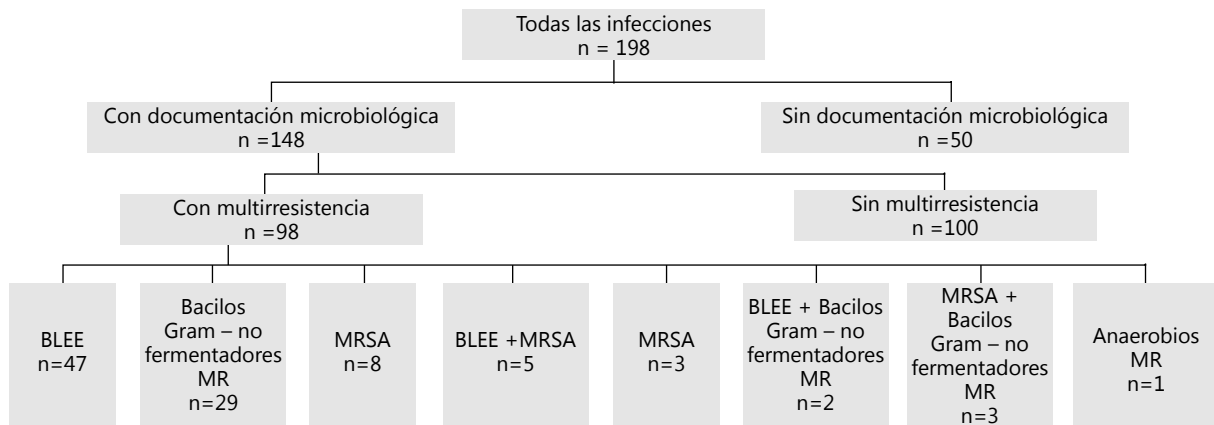 Todas las infecciones
n = 198
Con documentación microbiológica
n =148
Sin documentación microbiológica
n =50
Con multirresistencia
n =98
Sin multirresistencia
n =100
BLEE
n=47
Bacilos
Gram – no
fermentadores
MR
n=29
MRSA
n=8
BLEE +MRSA
n=5
MRSA
n=3
BLEE + Bacilos
Gram – no
fermentadores
MR
n=2
MRSA +
Bacilos
Gram – no
fermentadores
MR
n=3
Anaerobios
MR
n=1